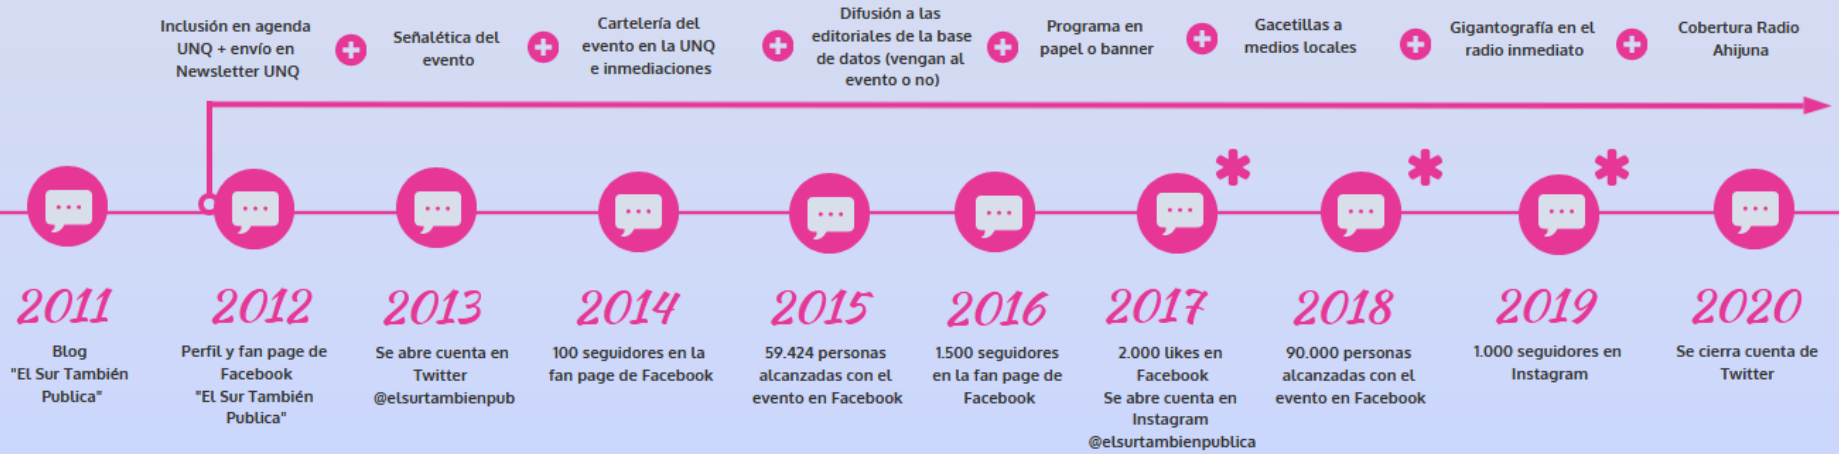 Inclusión en agenda
UNQ + envío en
Newsletter UNQ
Señalética del
evento
Cartelería del
evento en la UNQ
e inmediaciones
Difusión a las
editoriales de la base
de datos (vengan al
evento o no)
Programa en
papel o banner
Gacetillas a
medios locales
Gigantografía en el
radio inmediato
Cobertura Radio
Ahijuna
2011
Blog
"El Sur También
Publica"
2012
Perfil y fan page de
Facebook
"El Sur También
Publica"
2013
Se abre cuenta en
Twitter
@elsurtambienpub
2014
100 seguidores en la
fan page de Facebook
2015
59.424 personas
alcanzadas con el
evento en Facebook
2016
1.500 seguidores
en la fan page de
Facebook
2017
2.000 likes en
Facebook
Se abre cuenta en
Instagram
@elsurtambienpublica
2018
90.000 personas
alcanzadas con el
evento en Facebook
2019
1.000 seguidores en
Instagram
2020
Se cierra cuenta de
Twitter